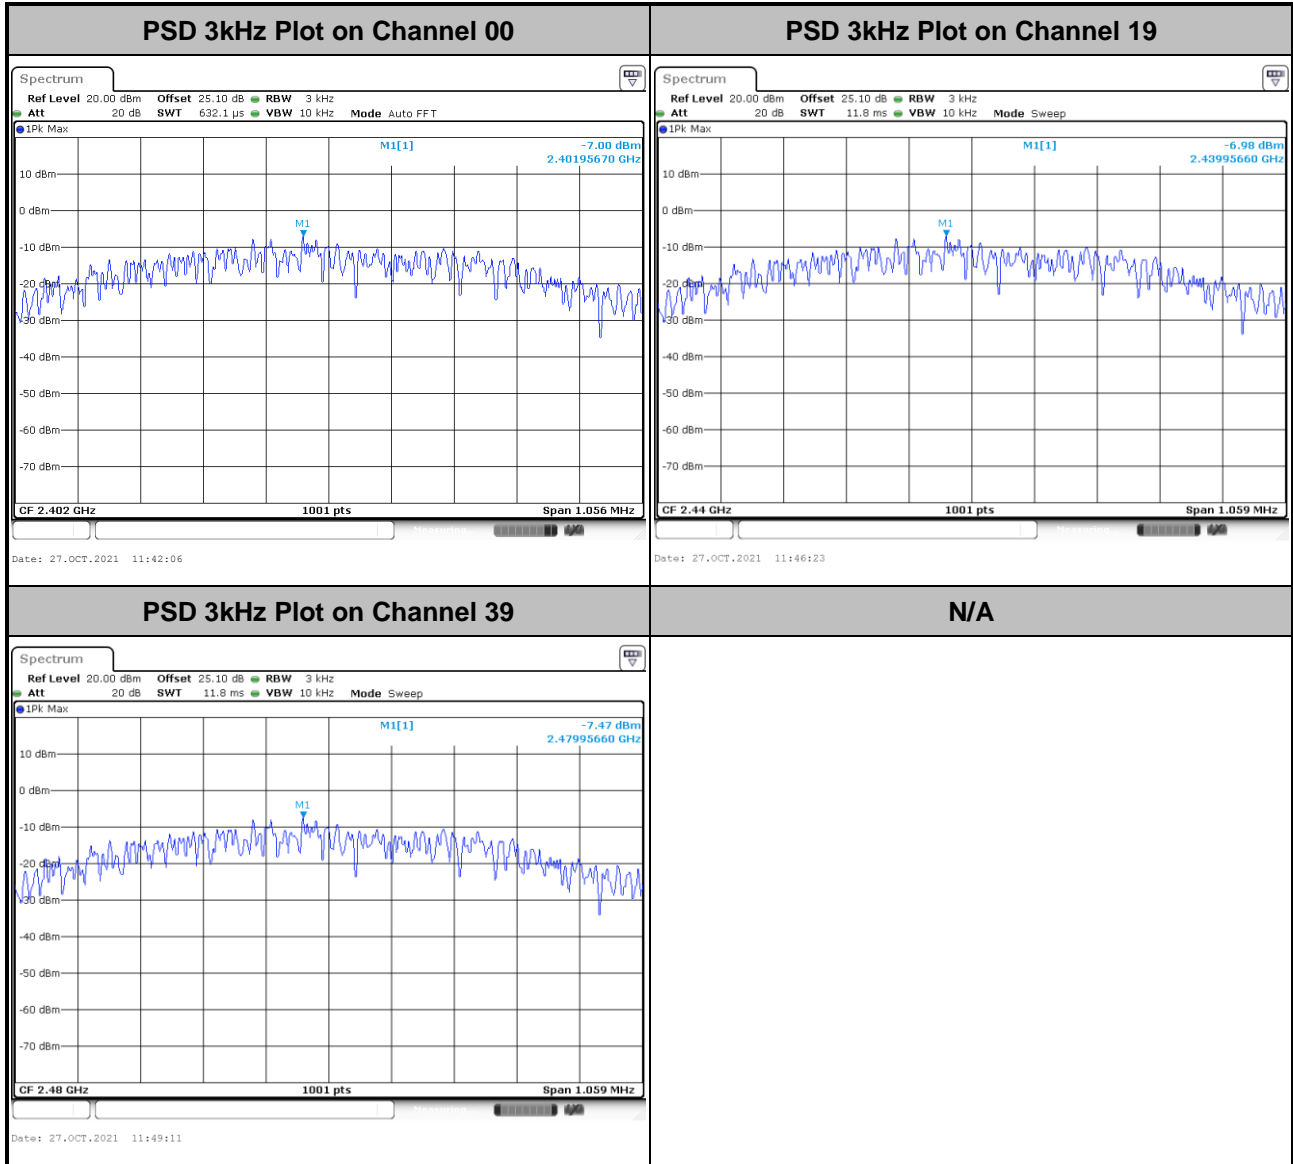 PSD 3kHz Plot on Channel 00
PSD 3kHz Plot on Channel 19
Spectrum
Ref Level 20.00 dBm Offset 25.10 dB RBW 3 kHz
Att 20 dB SWT 632.1 µs VBW 10 kHz Mode Auto FFT
1Pk Max
M1[1] -7.00 dBm
2.40195670 GHz
10 dBm
0 dBm
M1
-10 dBm
-20 dBm
-30 dBm
-40 dBm
-50 dBm
-60 dBm
-70 dBm
CF 2.402 GHz 1001 pts Span 1.056 MHz
Measuring...
Date: 27.OCT.2021 11:42:06
Spectrum
Ref Level 20.00 dBm Offset 25.10 dB RBW 3 kHz
Att 20 dB SWT 11.8 ms VBW 10 kHz Mode Sweep
1Pk Max
M1[1] -6.98 dBm
2.43995660 GHz
10 dBm
0 dBm
M1
-10 dBm
-20 dBm
-30 dBm
-40 dBm
-50 dBm
-60 dBm
-70 dBm
CF 2.44 GHz 1001 pts Span 1.059 MHz
Measuring...
Date: 27.OCT.2021 11:46:23
PSD 3kHz Plot on Channel 39
N/A
Spectrum
Ref Level 20.00 dBm Offset 25.10 dB RBW 3 kHz
Att 20 dB SWT 11.8 ms VBW 10 kHz Mode Sweep
1Pk Max
M1[1] -7.47 dBm
2.47995660 GHz
10 dBm
0 dBm
M1
-10 dBm
-20 dBm
-30 dBm
-40 dBm
-50 dBm
-60 dBm
-70 dBm
CF 2.48 GHz 1001 pts Span 1.059 MHz
Measuring...
Date: 27.OCT.2021 11:49:11